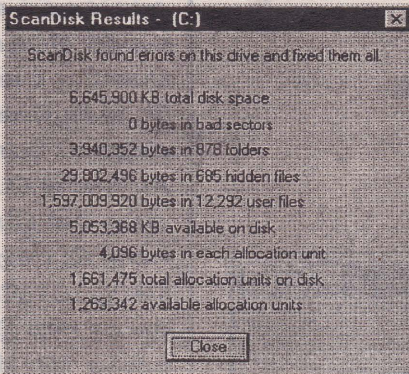 ScanDisk Results - (C:)
ScanDisk found errors on this drive and fixed them all.
6,645,900 KB total disk space
0 bytes in bad sectors
3,940,352 bytes in 878 folders
29,802,496 bytes in 685 hidden files
1,597,009,920 bytes in 12,292 user files
5,053,368 KB available on disk
4,096 bytes in each allocation unit
1,661,475 total allocation units on disk
1,263,342 available allocation units
Close